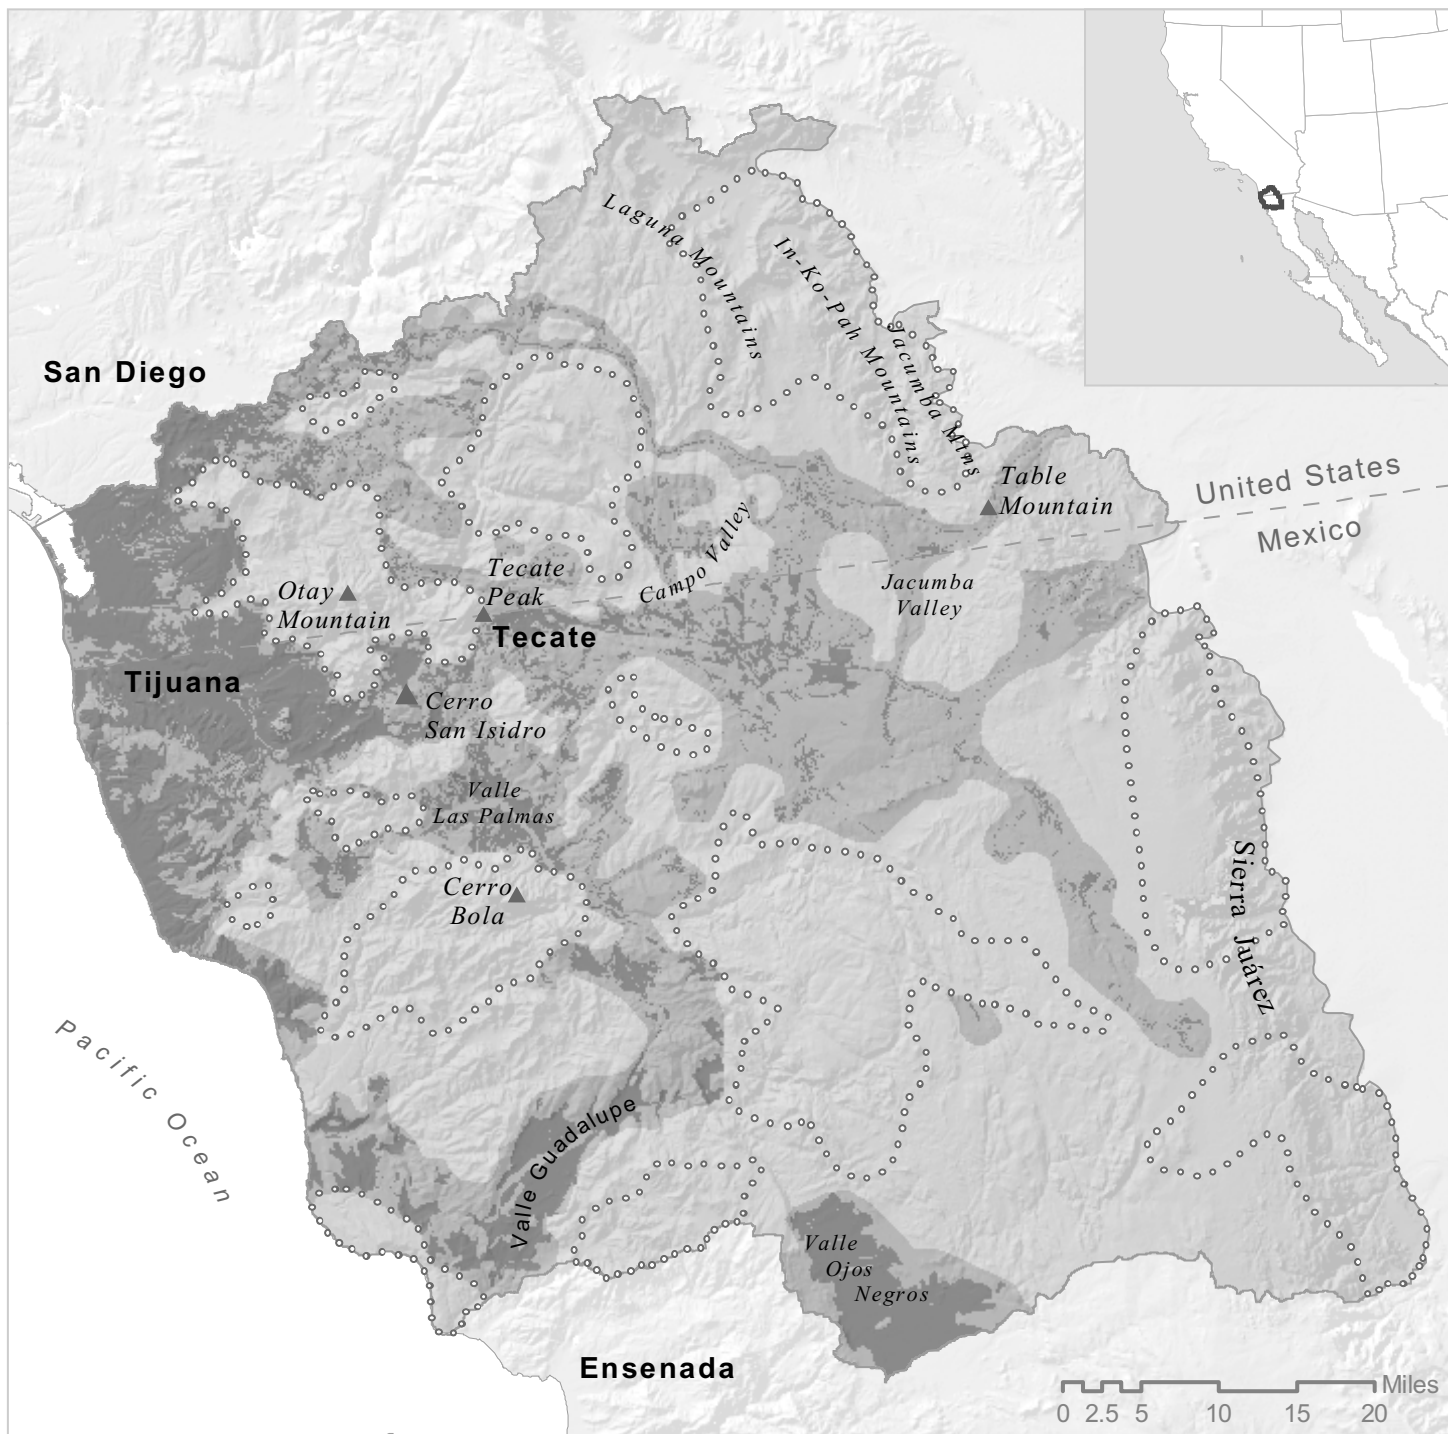 Laguna Mountains
In-Ko-Pah Mountains
Jacumba Mtns
San Diego
Table
Mountain
United States
Mexico
Campo Valley
Tecate
Peak
Jacumba
Valley
Otay
Mountain
Tecate
Tijuana
Cerro
San Isidro
Valle
Las Palmas
Cerro
Bola
Sierra Juárez
Pacific Ocean
Valle Guadalupe
Valle
Ojos
Negros
Ensenada
Miles
0 2.5 5 10 15 20